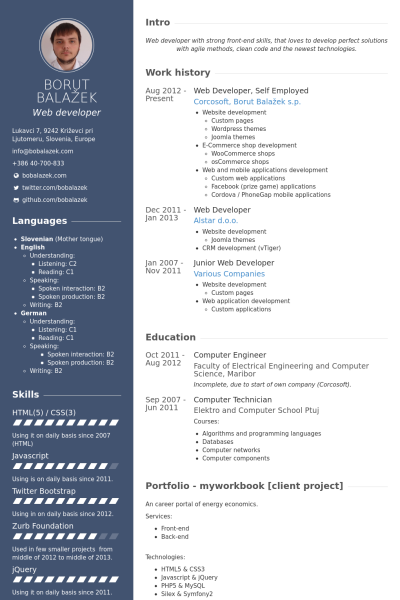 BORUT
BALAŽEK
Web developer
Lukavci 7, 9242 Križevci pri
Ljutomeru, Slovenia, Europe
info@bobalazek.com
+386 40-700-833
bobalazek.com
twitter.com/bobalazek
github.com/bobalazek
Languages
Slovenian (Mother tongue)
English
Understanding:
Listening: C2
Reading: C1
Speaking:
Spoken interaction: B2
Spoken production: B2
Writing: B2
German
Understanding:
Listening: C1
Reading: C1
Speaking:
Spoken interaction: B2
Spoken production: B2
Writing: B2
Skills
HTML(5) / CSS(3)
Using it on daily basis since 2007
(HTML)
Javascript
Using is on daily basis since 2011.
Twitter Bootstrap
Using in on daily basis since 2012.
Zurb Foundation
Used in few smaller projects from
middle of 2012 to middle of 2013.
jQuery
Using it on daily basis since 2011.
Intro
Web developer with strong front-end skills, that loves to develop perfect solutions
with agile methods, clean code and the newest technologies.
Work history
Aug 2012 -
Present
Web Developer, Self Employed
Corcosoft, Borut Balažek s.p.
Website development
Custom pages
Wordpress themes
Joomla themes
E-Commerce shop development
WooCommerce shops
osCommerce shops
Web and mobile applications development
Custom web applications
Facebook (prize game) applications
Cordova / PhoneGap mobile applications
Dec 2011 -
Jan 2013
Web Developer
Alstar d.o.o.
Website development
Joomla themes
CRM development (vTiger)
Jan 2007 -
Nov 2011
Junior Web Developer
Various Companies
Website development
Custom pages
Web application development
Custom applications
Education
Oct 2011 -
Aug 2012
Computer Engineer
Faculty of Electrical Engineering and Computer
Science, Maribor
Incomplete, due to start of own company (Corcosoft).
Sep 2007 -
Jun 2011
Computer Technician
Elektro and Computer School Ptuj
Courses:
Algorithms and programming languages
Databases
Computer networks
Computer components
Portfolio - myworkbook [client project]
An career portal of energy economics.
Services:
Front-end
Back-end
Technologies:
HTML5 & CSS3
Javascript & jQuery
PHP5 & MySQL
Silex & Symfony2